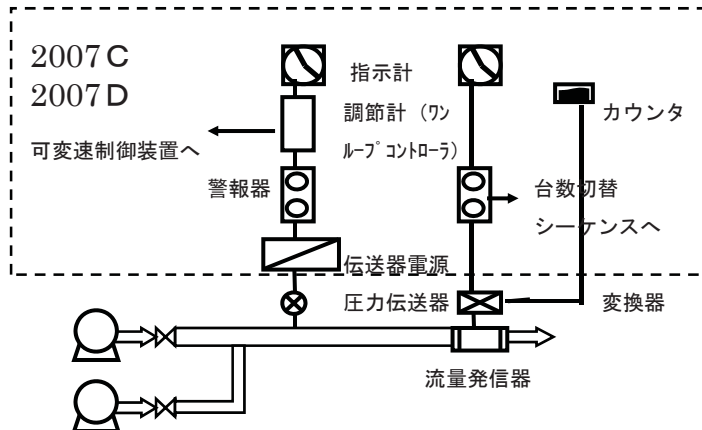 2007C
2007D
可変速制御装置へ
指示計
調節計（ﾜﾝ
ﾙｰﾌﾟｺﾝﾄﾛｰﾗ）
警報器
カウンタ
台数切替
シーケンスへ
伝送器電源
圧力伝送器
変換器
流量発信器